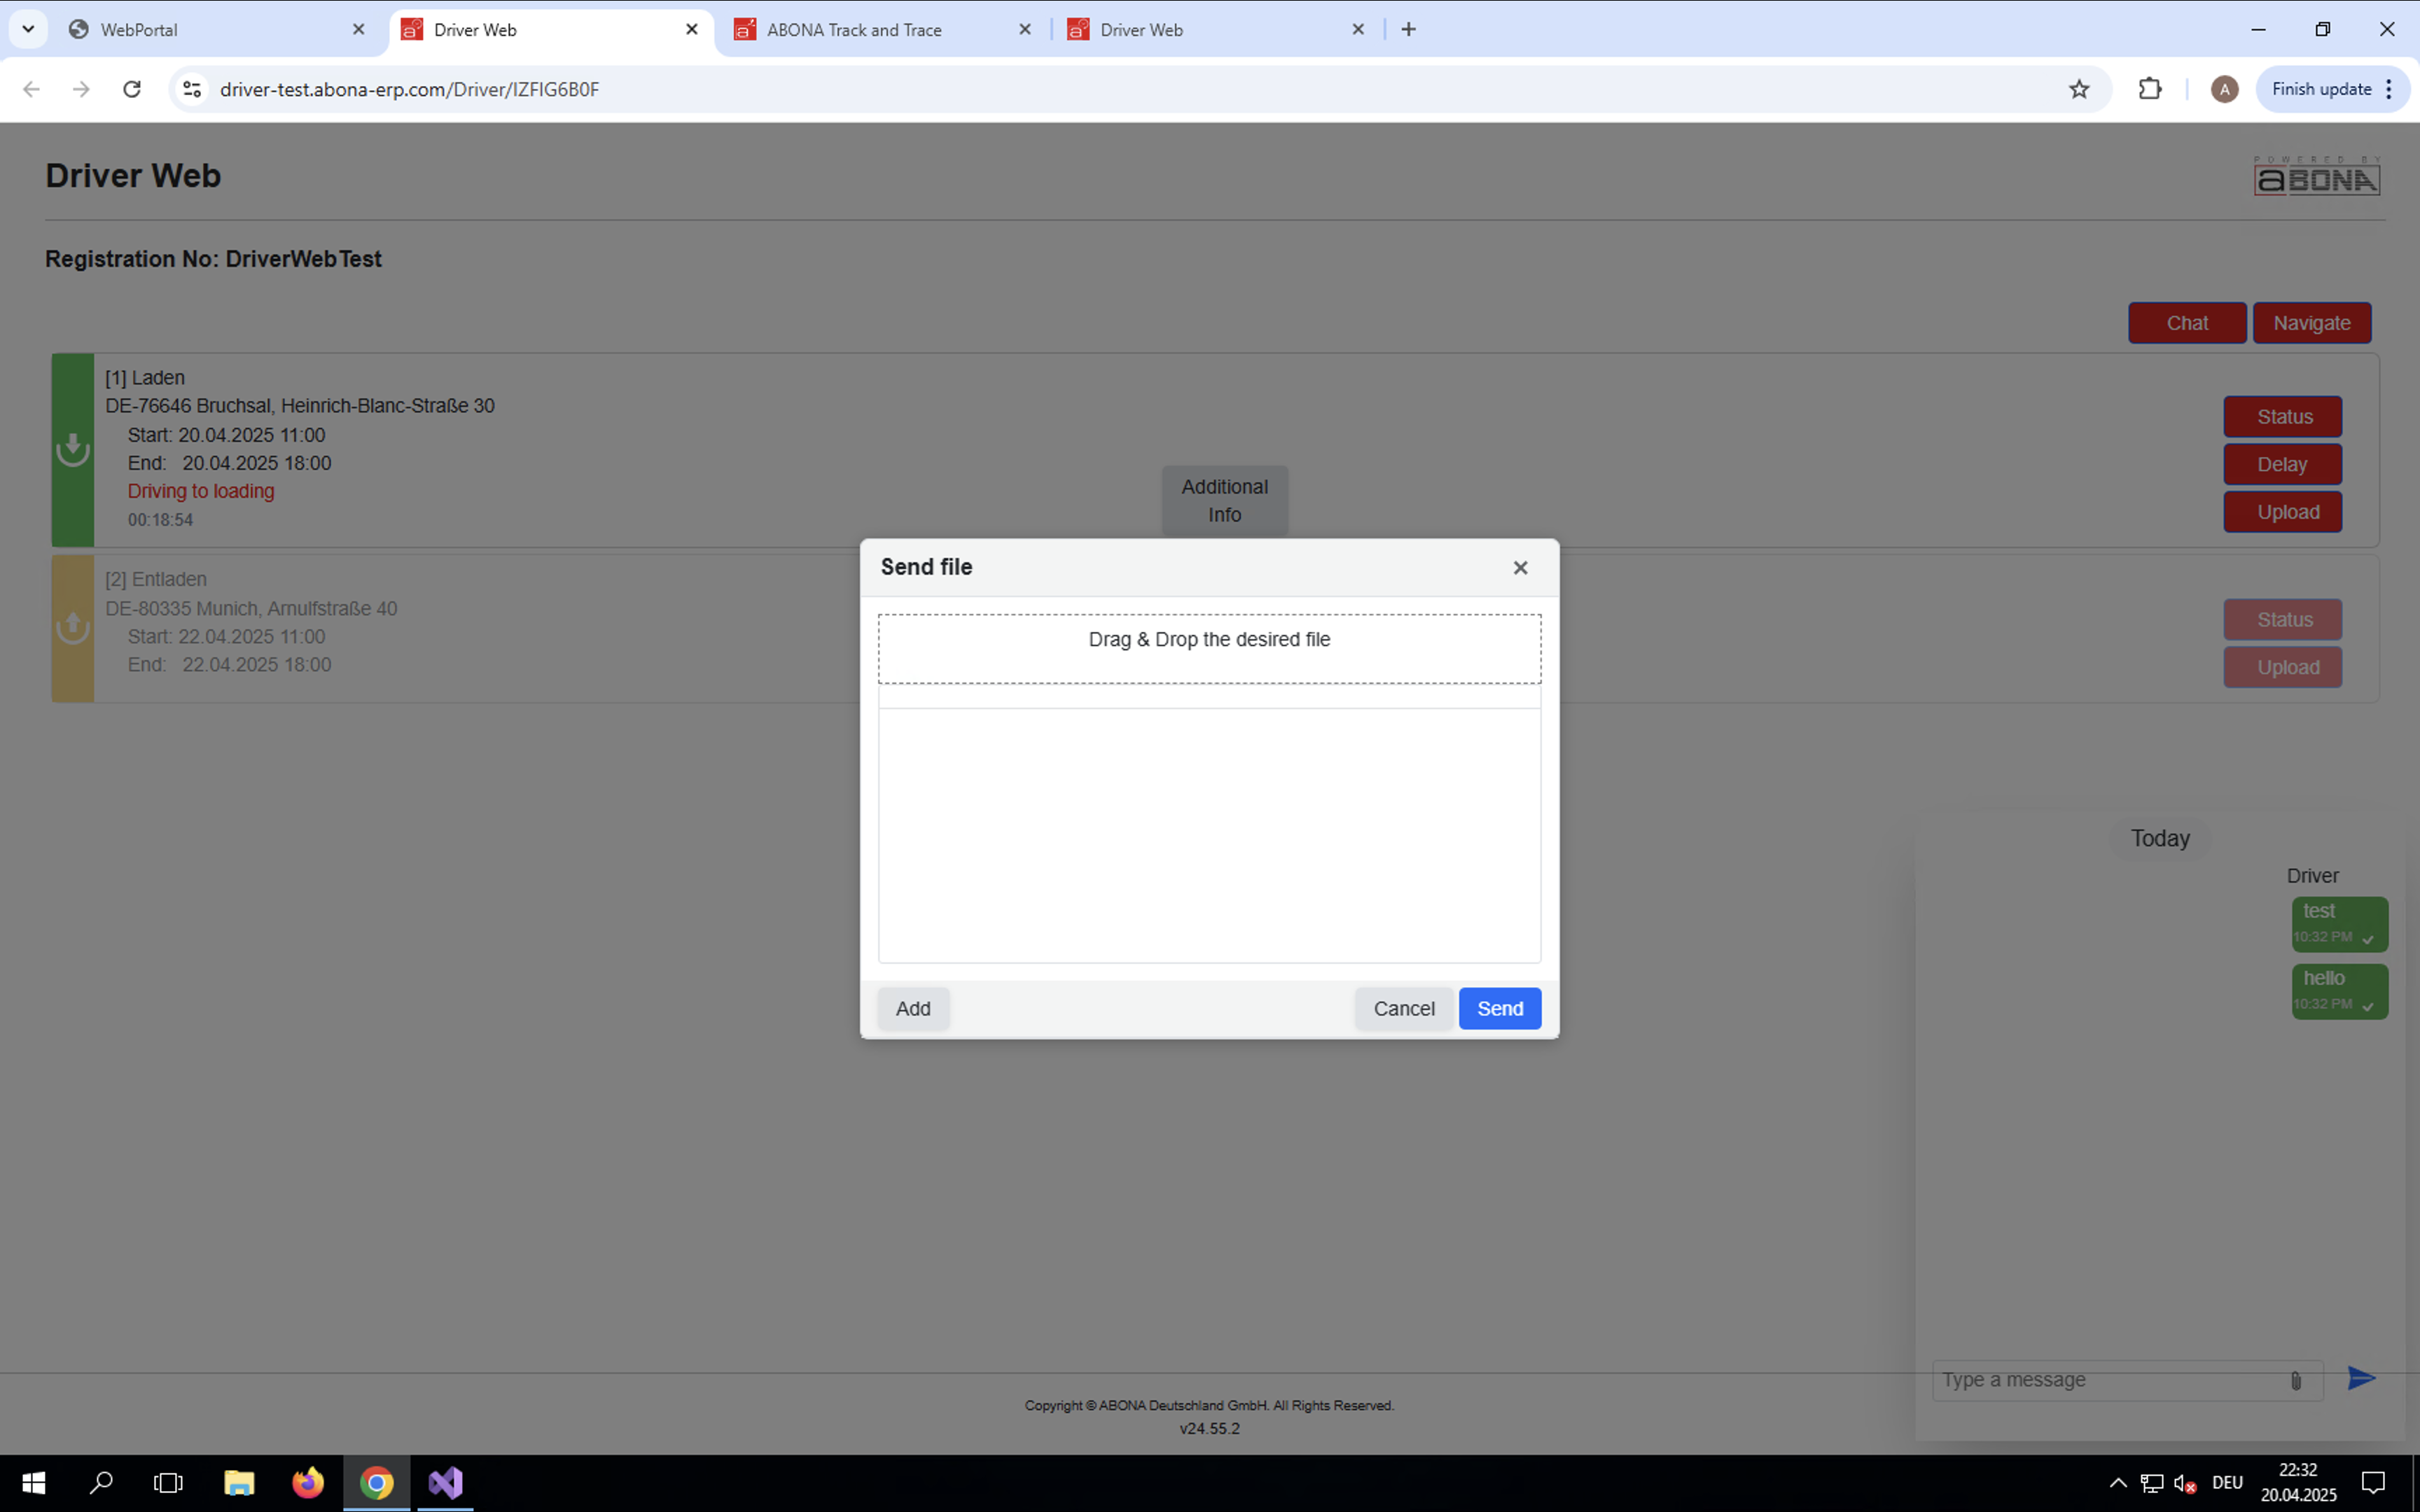 WebPortal
Driver Web
ABONA Track and Trace
Driver Web
driver-test.abona-erp.com/Driver/IZFIG6B0F
A
Finish update
Driver Web
POWERED BY
aBONA
Registration No: DriverWebTest
Chat
Navigate
[1] Laden
DE-76646 Bruchsal, Heinrich-Blanc-Straße 30
Start: 20.04.2025 11:00
End: 20.04.2025 18:00
Driving to loading
00:18:54
Additional
Info
Status
Delay
Upload
[2] Entladen
DE-80335 Munich, Arnulfstraße 40
Start: 22.04.2025 11:00
End: 22.04.2025 18:00
Status
Upload
Send file
Drag & Drop the desired file
Add
Cancel
Send
Today
Driver
test
10:32 PM
hello
10:32 PM
Type a message
Copyright © ABONA Deutschland GmbH. All Rights Reserved.
v24.55.2
DEU
22:32
20.04.2025